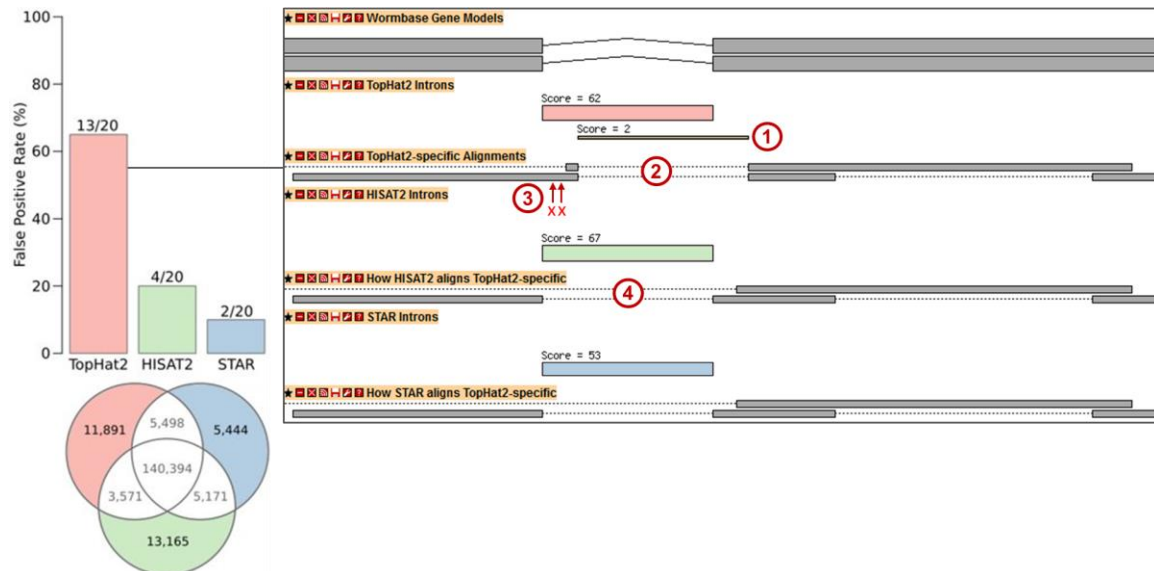 100
80
60
40
20
0
False Positive Rate (%)
13/20
4/20
2/20
TopHat2
HISAT2
STAR
11,891
5,498
5,444
140,394
3,571
5,171
13,165
Wormbase Gene Models
TopHat2 Introns
Score = 62
Score = 2
1
TopHat2-specific Alignments
2
3
XX
HISAT2 Introns
Score = 67
How HISAT2 aligns TopHat2-specific
4
STAR Introns
Score = 53
How STAR aligns TopHat2-specific